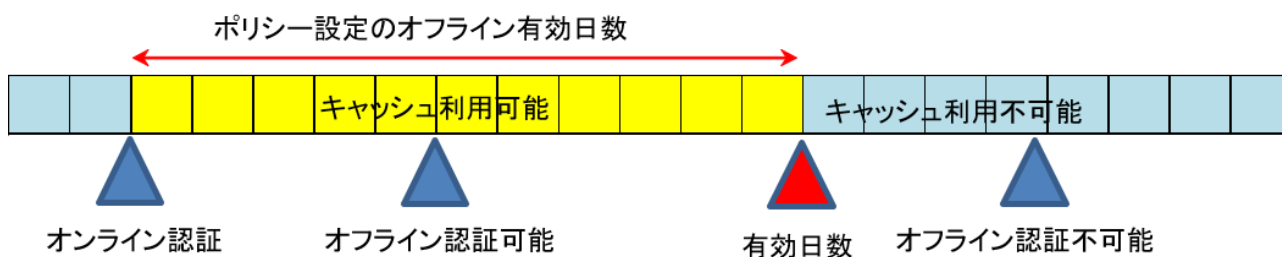 ポリシー設定のオフライン有効日数
キャッシュ利用可能
キャッシュ利用不可能
オンライン認証
オフライン認証可能
有効日数
オフライン認証不可能